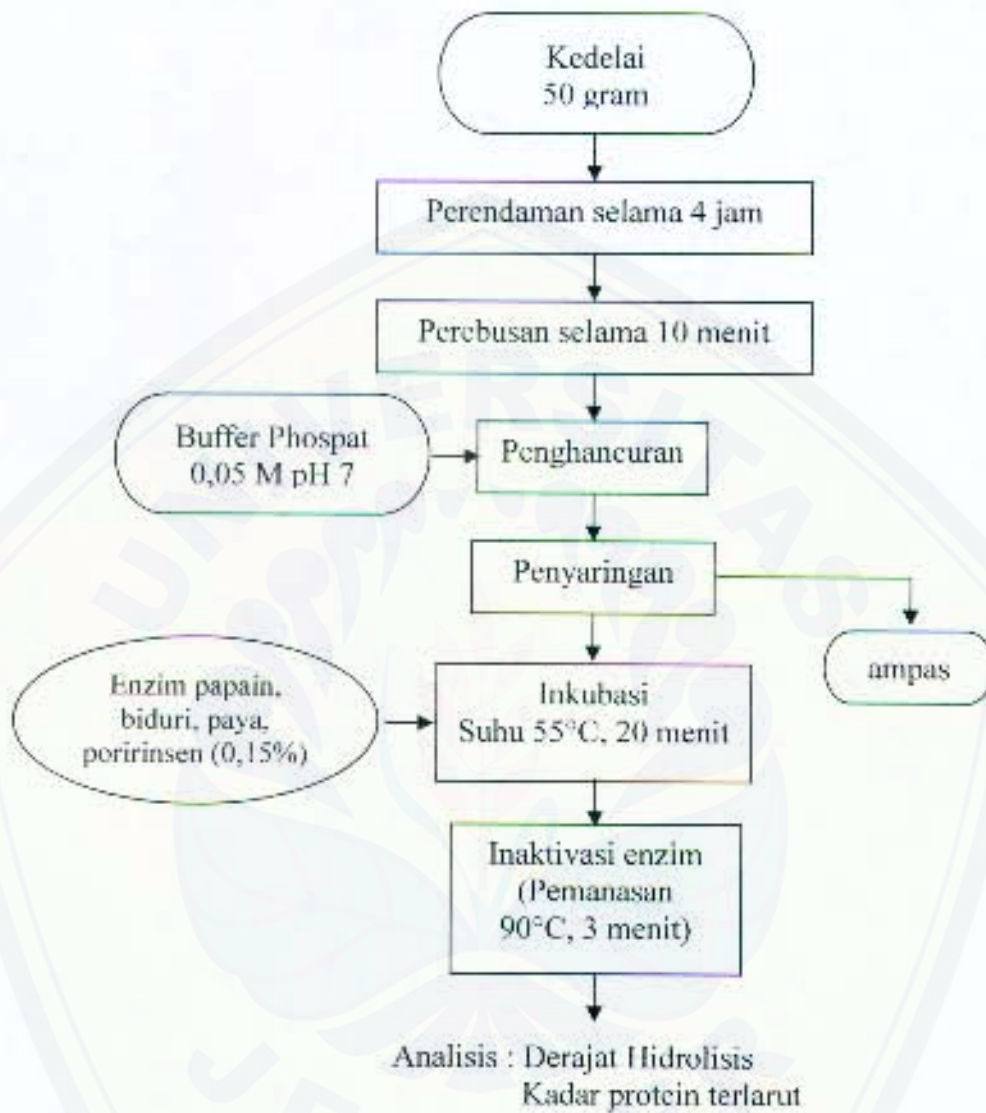 Kedelai
50 gram
Perendaman selama 4 jam
Perebusan selama 10 menit
Buffer Phospat
0,05 M pH 7
Penghancuran
Penyaringan
ampas
Enzim papain,
biduri, paya,
poririnsen (0,15%)
Inkubasi
Suhu 55°C, 20 menit
Inaktivasi enzim
(Pemanasan
90°C, 3 menit)
Analisis : Derajat Hidrolisis
Kadar protein terlarut
UNIVERSITAS
JE